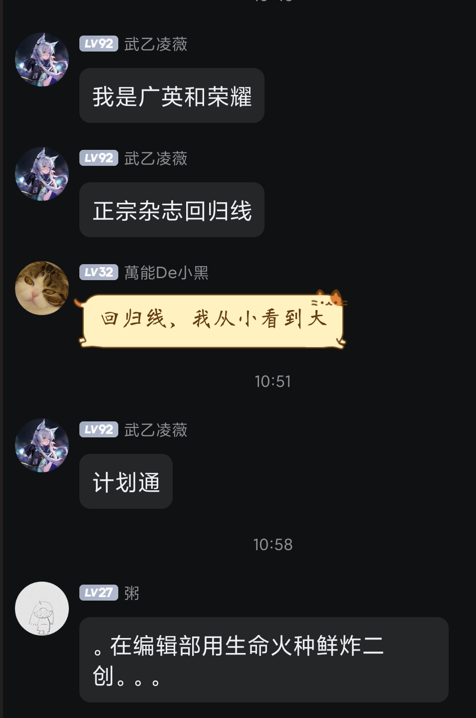 LV92 武乙凌薇
我是广英和荣耀
LV92 武乙凌薇
正宗杂志回归线
LV32 萬能De小黑
回归线，我从小看到大
10:51
LV92 武乙凌薇
计划通
10:58
LV27 粥
。在编辑部用生命火种鲜炸二
创。。。